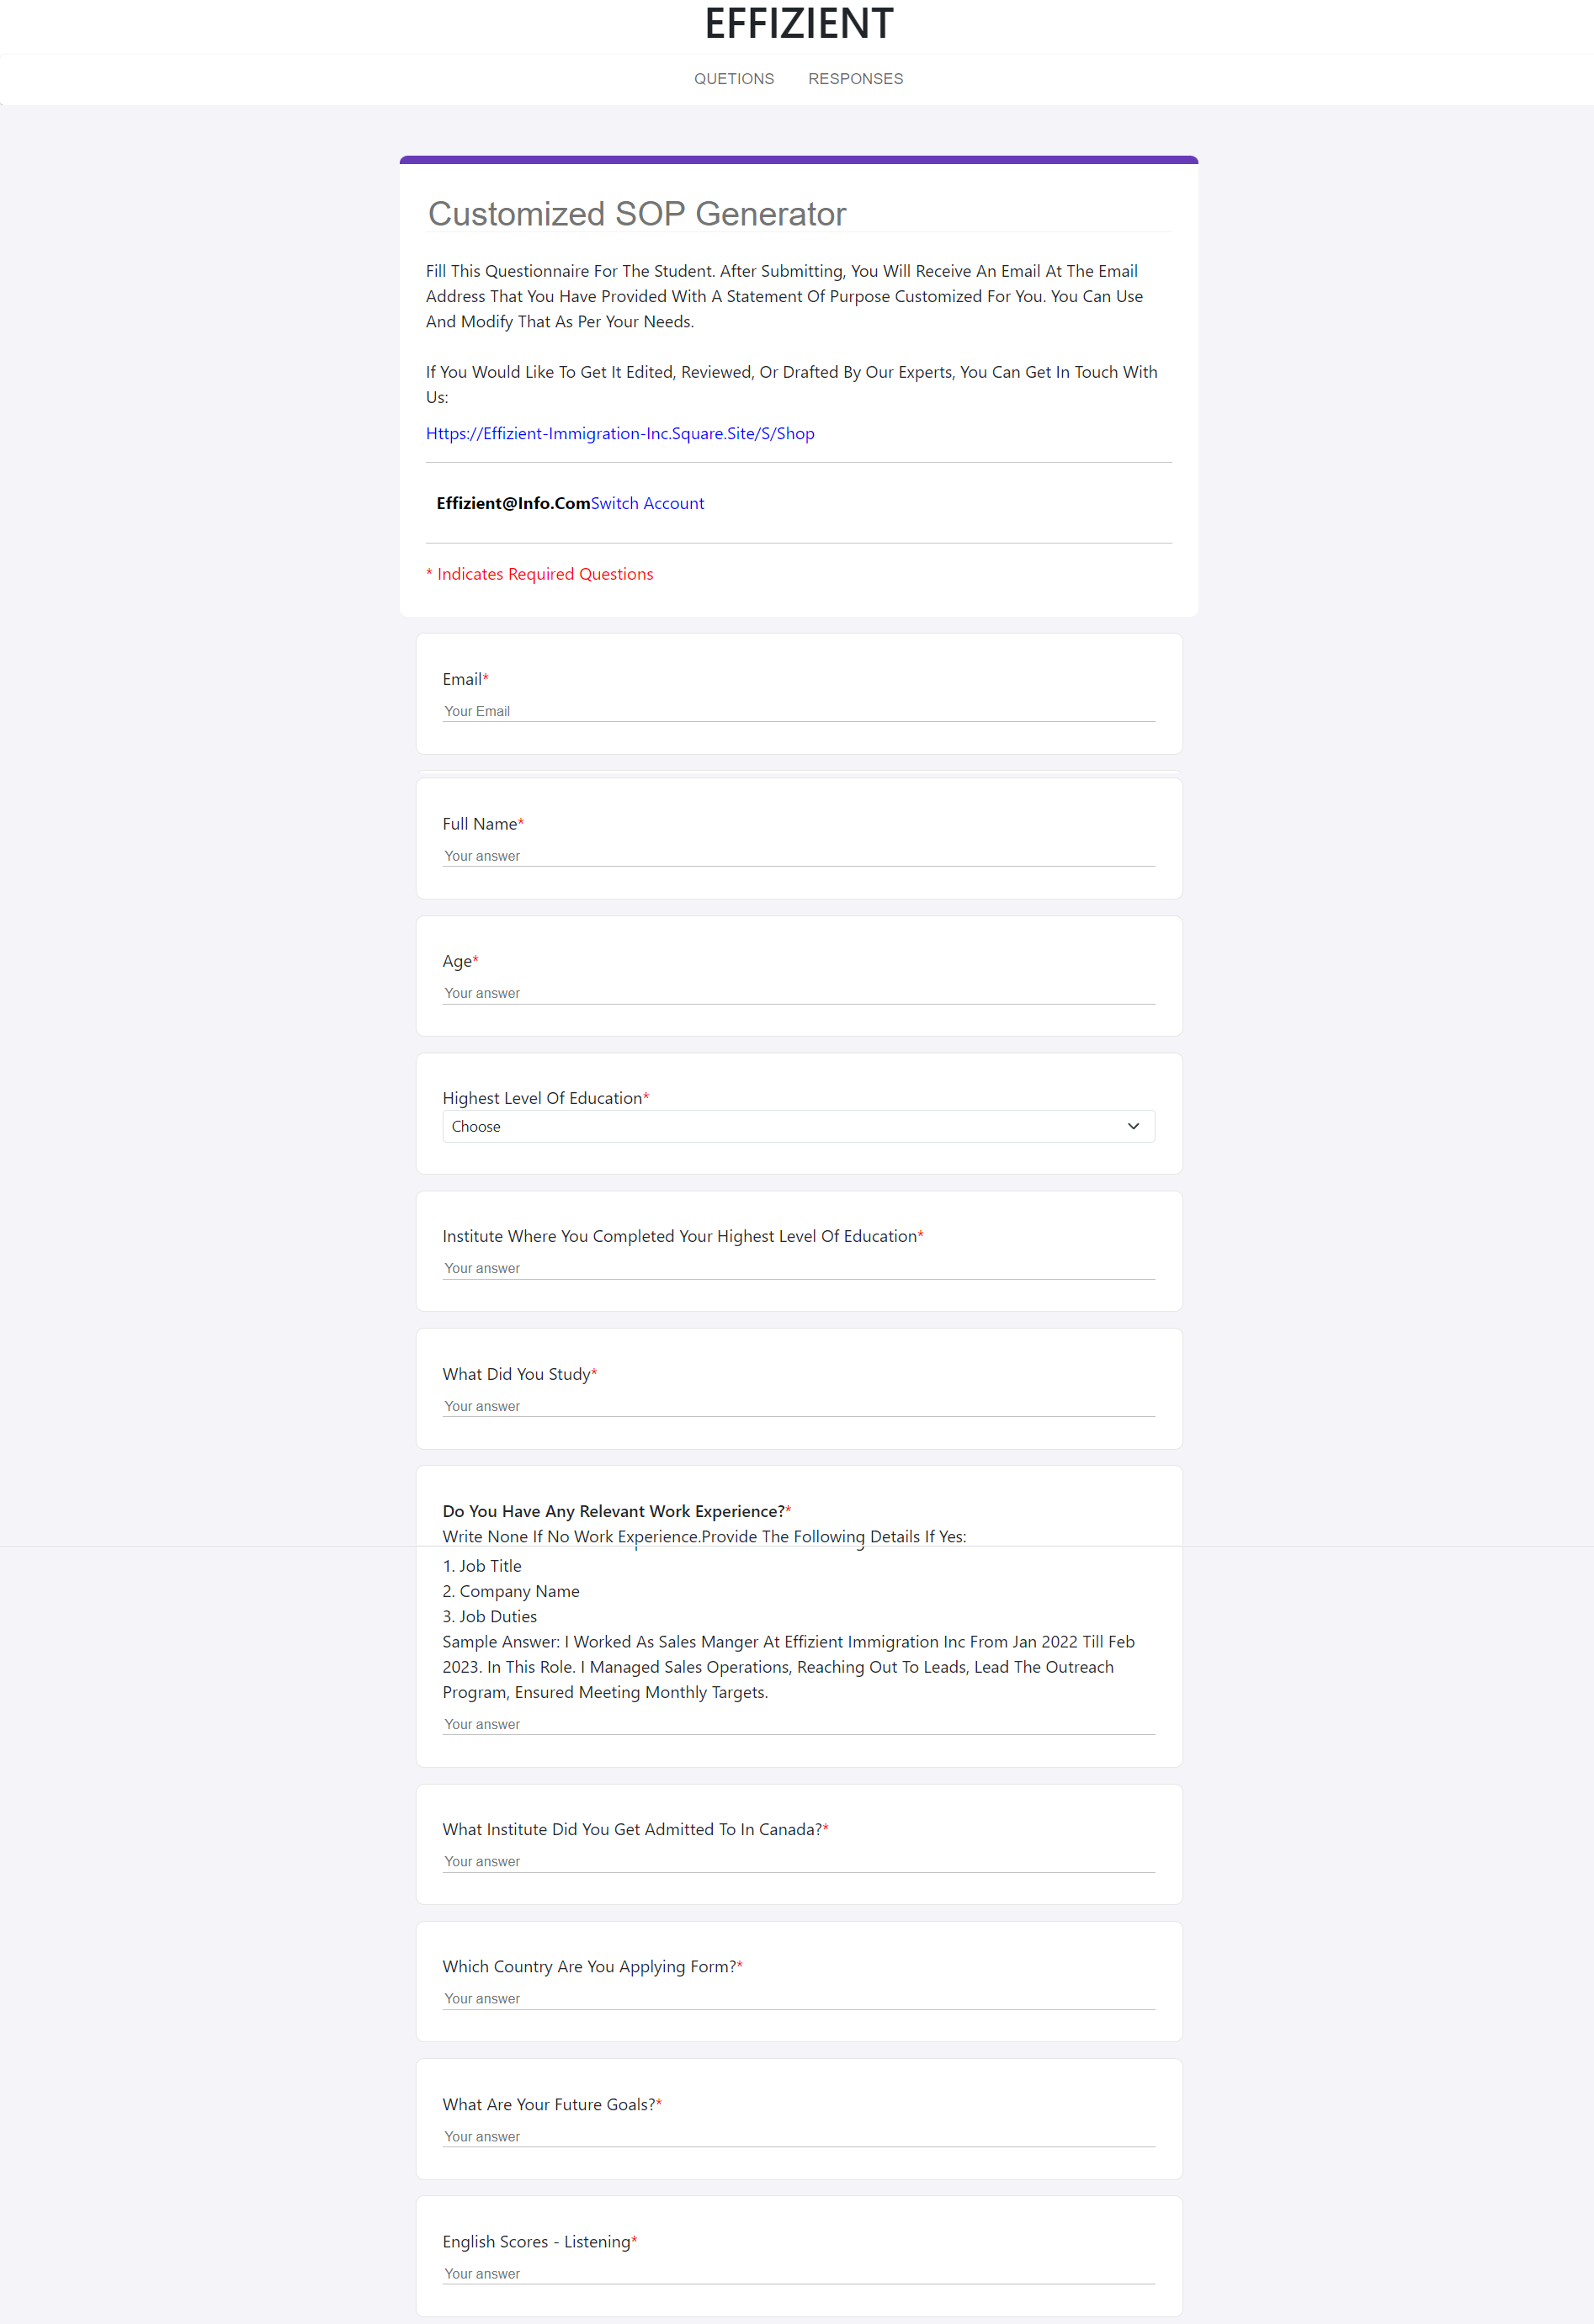 EFFIZIENT
QUETIONS RESPONSES
Customized SOP Generator
Fill This Questionnaire For The Student. After Submitting, You Will Receive An Email At The Email
Address That You Have Provided With A Statement Of Purpose Customized For You. You Can Use
And Modify That As Per Your Needs.
If You Would Like To Get It Edited, Reviewed, Or Drafted By Our Experts, You Can Get In Touch With
Us:
Https://Effizient-Immigration-Inc.Square.Site/S/Shop
Effizient@Info.ComSwitch Account
* Indicates Required Questions
Email*
Your Email
Full Name*
Your answer
Age*
Your answer
Highest Level Of Education*
Choose
Institute Where You Completed Your Highest Level Of Education*
Your answer
What Did You Study*
Your answer
Do You Have Any Relevant Work Experience?*
Write None If No Work Experience.Provide The Following Details If Yes:
1. Job Title
2. Company Name
3. Job Duties
Sample Answer: I Worked As Sales Manger At Effizient Immigration Inc From Jan 2022 Till Feb
2023. In This Role. I Managed Sales Operations, Reaching Out To Leads, Lead The Outreach
Program, Ensured Meeting Monthly Targets.
Your answer
What Institute Did You Get Admitted To In Canada?*
Your answer
Which Country Are You Applying Form?*
Your answer
What Are Your Future Goals?*
Your answer
English Scores - Listening*
Your answer